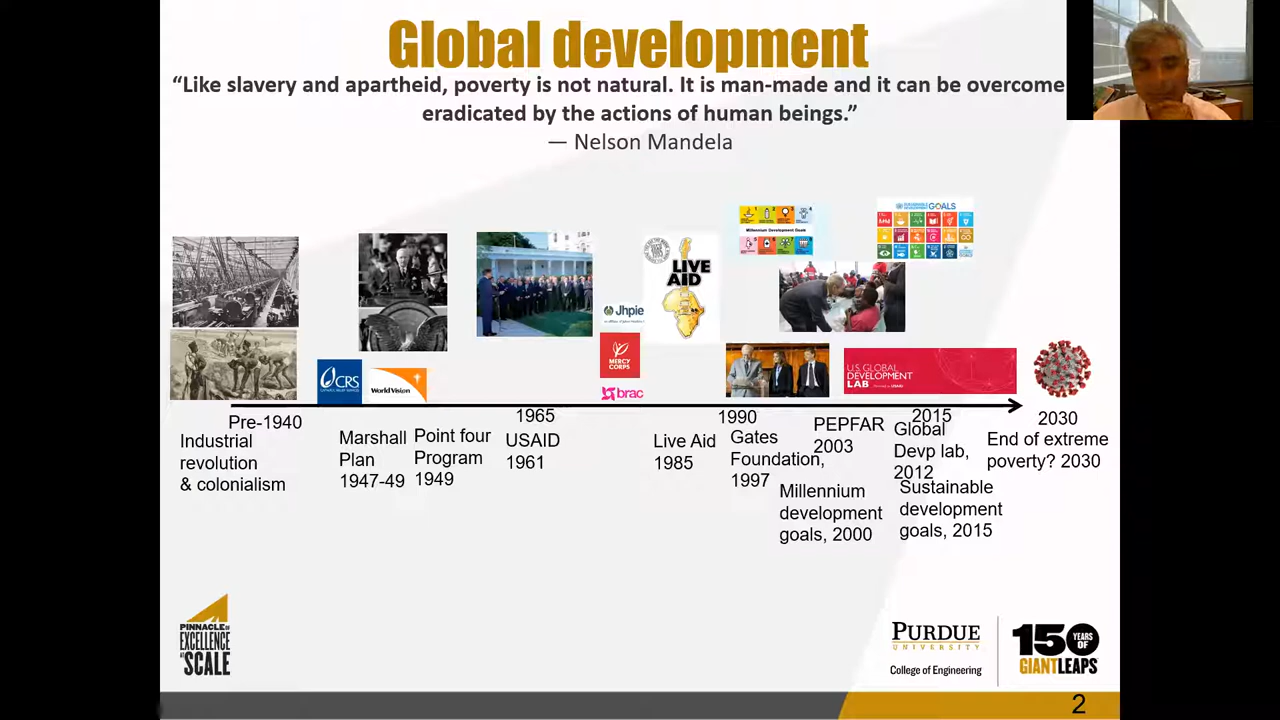 Global development
“Like slavery and apartheid, poverty is not natural. It is man-made and it can be overcome
eradicated by the actions of human beings.”
— Nelson Mandela
Millennium Development Goals
GOALS
LIVE
AID
Jhpie
MERCY
CORPS
brac
CRS
World Vision
U.S. GLOBAL
DEVELOPMENT
LAB
Pre-1940
1965
1990
2015
2030
Industrial
revolution
& colonialism
Marshall
Plan
1947-49
Point four
Program
1949
USAID
1961
Live Aid
1985
Gates
Foundation,
1997
PEPFAR
2003
Millennium
development
goals, 2000
Global
Devp lab,
2012
Sustainable
development
goals, 2015
End of extreme
poverty? 2030
PINNACLE OF
EXCELLENCE
AT SCALE
PURDUE
UNIVERSITY
College of Engineering
150 YEARS OF
GIANT LEAPS
2